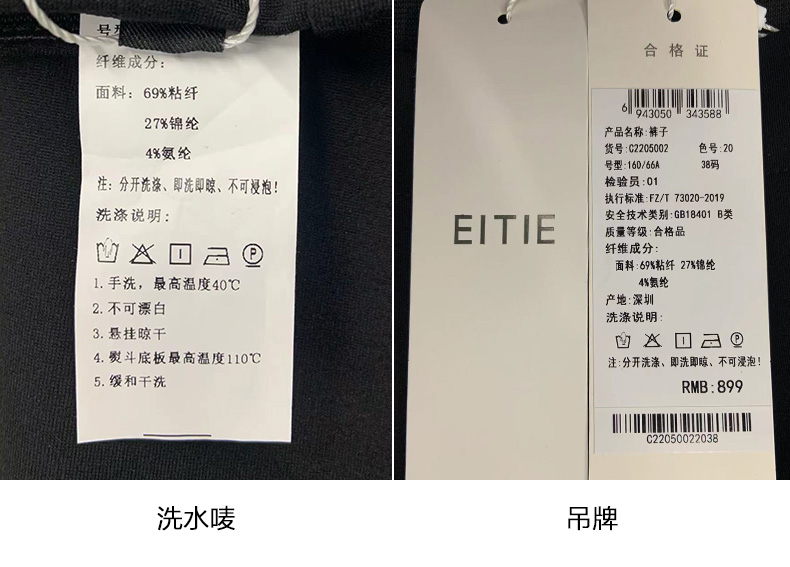 号型
纤维成分:
面料: 69%粘纤
27%锦纶
4%氨纶
注: 分开洗涤、即洗即晾、不可浸泡!
洗涤说明:
1. 手洗，最高温度40℃
2. 不可漂白
3. 悬挂晾干
4. 熨斗底板最高温度110℃
5. 缓和干洗
洗水唛
EITIE
合格证
6 943050 343588
产品名称: 裤子
货号: C2205002 色号: 20
号型: 160/66A 38码
检验员: 01
执行标准: FZ/T 73020-2019
安全技术类别: GB18401 B类
质量等级: 合格品
纤维成分:
面料: 69%粘纤 27%锦纶
4%氨纶
产地: 深圳
洗涤说明:
注: 分开洗涤、即洗即晾、不可浸泡!
RMB: 899
C22050022038
吊牌